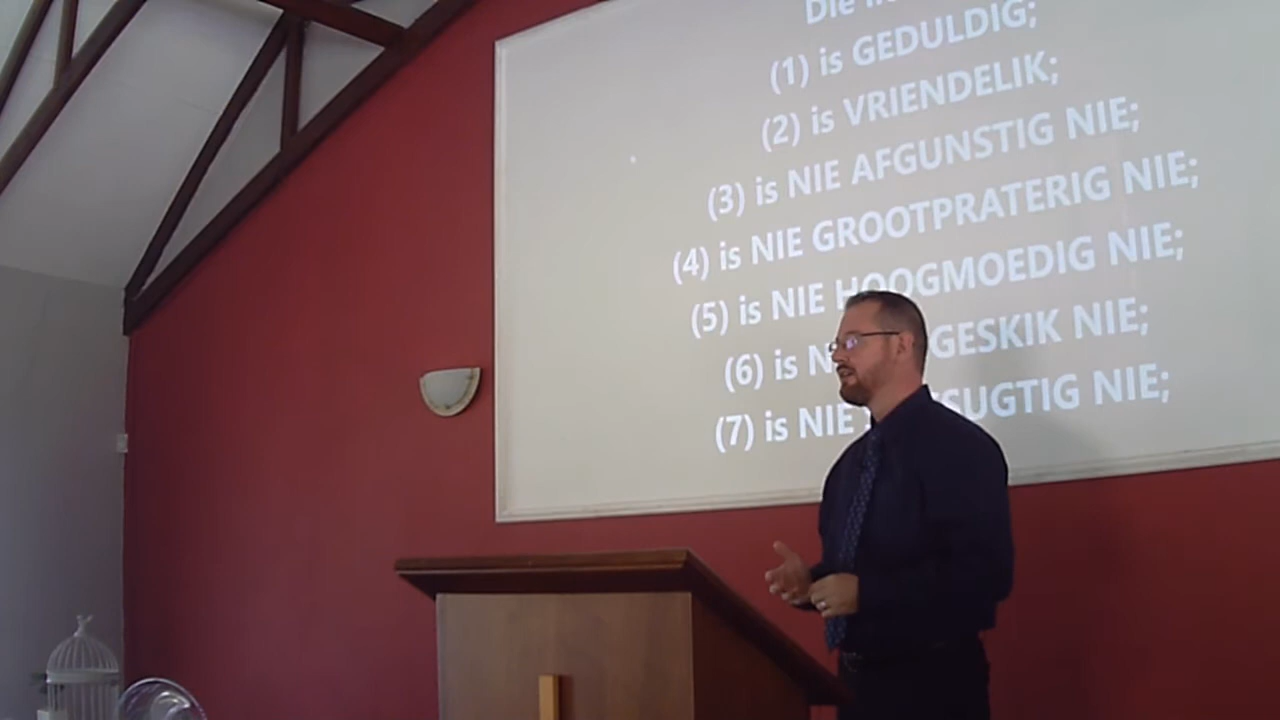 Die
(1) is GEDULDIG;
(2) is VRIENDELIK;
(3) is NIE AFGUNSTIG NIE;
(4) is NIE GROOTPRATERIG NIE;
(5) is NIE HOOGMOEDIG NIE;
(6) is NIE;
(7) is NIE NIE;